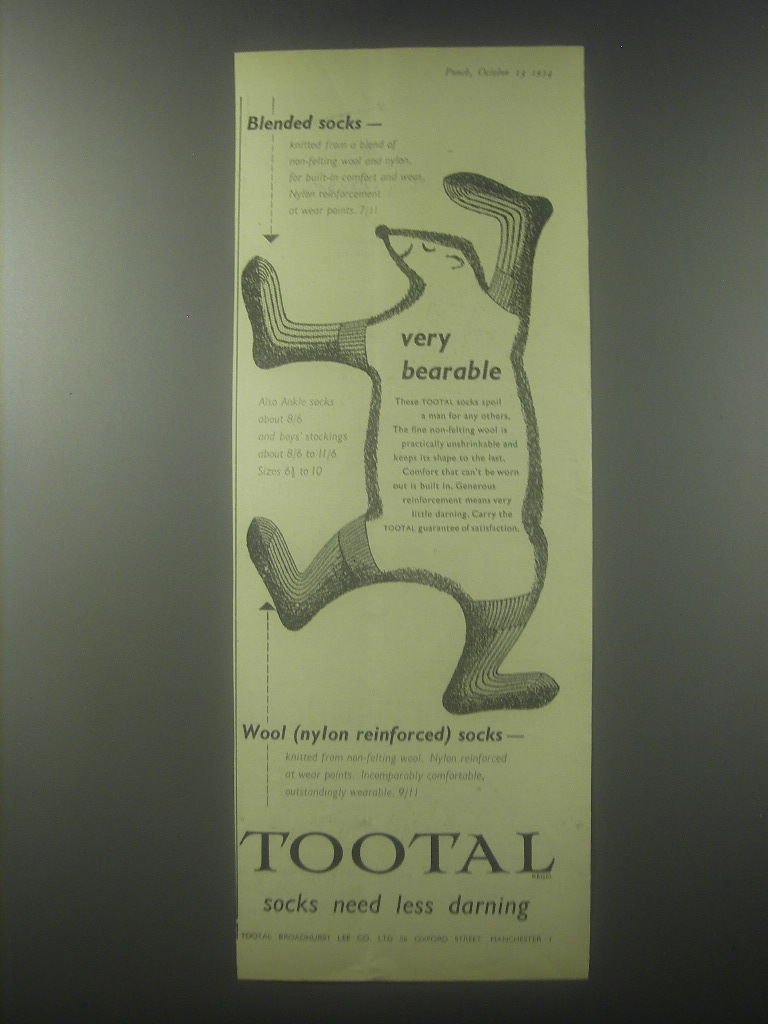 Punch, October 13 1954
Blended socks —
knitted from a blend of
non-felting wool and nylon,
for built-in comfort and wear.
Nylon reinforcement
at wear points. 7/11
very
bearable
These TOOTAL socks spoil
a man for any others.
The fine non-felting wool is
practically unshrinkable and
keeps its shape to the last.
Comfort that can't be worn
out is built in. Generous
reinforcement means very
little darning. Carry the
TOOTAL guarantee of satisfaction.
Also Ankle socks
about 8/6
and boys' stockings
about 8/6 to 11/6
Sizes 6½ to 10
Wool (nylon reinforced) socks —
knitted from non-felting wool. Nylon reinforced
at wear points. Incomparably comfortable,
outstandingly wearable. 9/11
TOOTAL
REGD.
socks need less darning
TOOTAL BROADHURST LEE CO. LTD 56 OXFORD STREET MANCHESTER 1